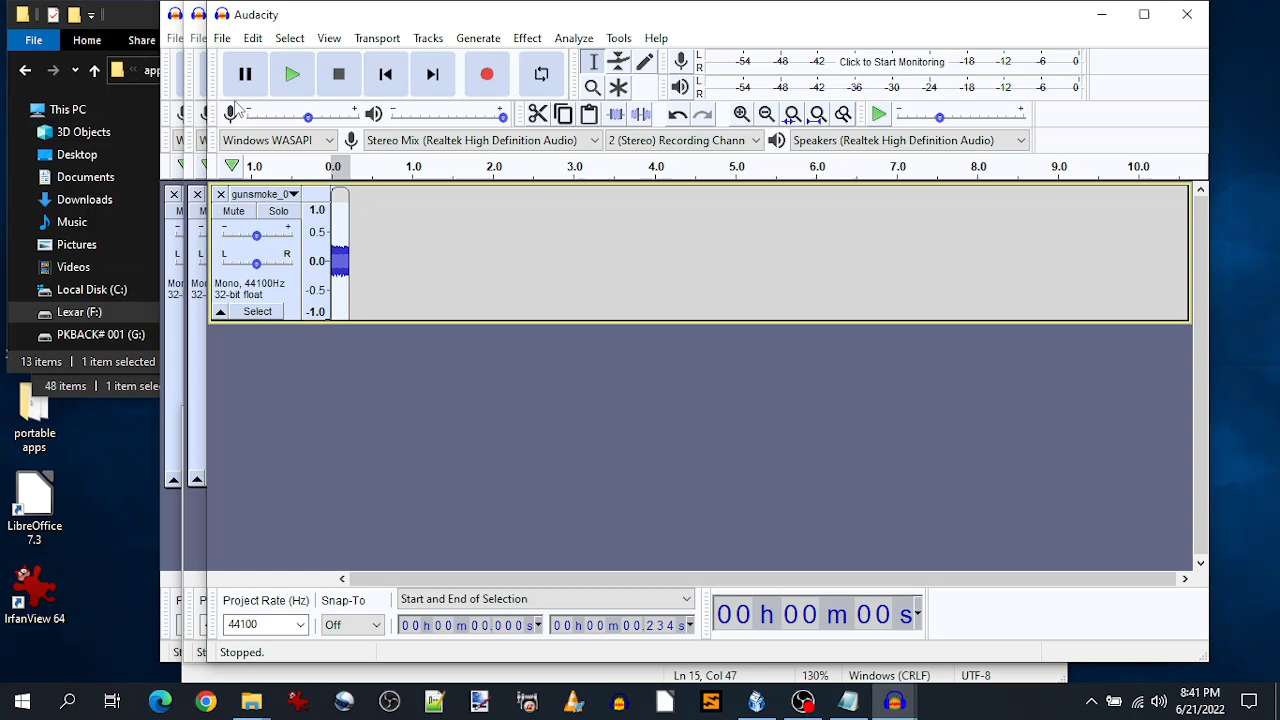 Audacity
File Home Share
File Edit Select View Transport Tracks Generate Effect Analyze Tools Help
L R -54 -48 -42 Click to Start Monitoring -18 -12 -6 0
L R -54 -48 -42 -36 -30 -24 -18 -12 -6 0
app
This PC
3D Objects
Desktop
Documents
Downloads
Music
Pictures
Videos
Local Disk (C:)
Lexar (F:)
PKBACK# 001 (G:)
13 items 1 item selected
48 items 1 item selec
Windows WASAPI Stereo Mix (Realtek High Definition Audio) 2 (Stereo) Recording Chann Speakers (Realtek High Definition Audio)
1.0 0.0 1.0 2.0 3.0 4.0 5.0 6.0 7.0 8.0 9.0 10.0
gunsmoke_0
Mute Solo
- +
L R
Mono, 44100Hz
32-bit float
Select
1.0
0.5
0.0
-0.5
-1.0
portable
apps
LibreOffice
7.3
IrfanView 64
Project Rate (Hz) Snap-To Start and End of Selection
44100 Off 00 h 00 m 00.000 s 00 h 00 m 00.234 s
00 h 00 m 00 s
Stopped.
Ln 15, Col 47 130% Windows (CRLF) UTF-8
8:41 PM
6/21/2022